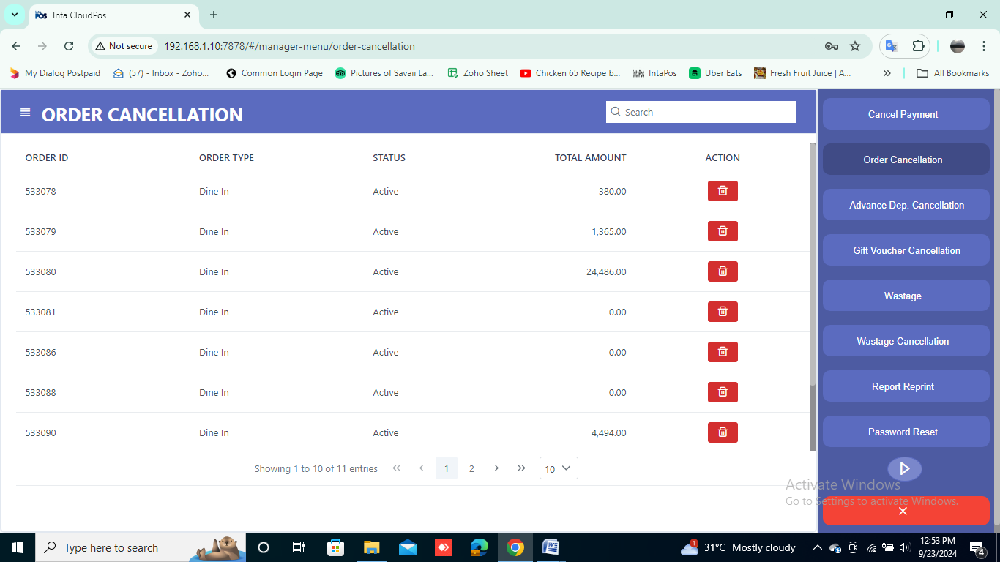 Inta CloudPos
Not secure 192.168.1.10:7878/#/manager-menu/order-cancellation
My Dialog Postpaid (57) - Inbox - Zoho... Common Login Page Pictures of Savaii La... Zoho Sheet Chicken 65 Recipe b... IntaPos Uber Eats Fresh Fruit Juice | A... » All Bookmarks
ORDER CANCELLATION Search
ORDER ID ORDER TYPE STATUS TOTAL AMOUNT ACTION
533078 Dine In Active 380.00
533079 Dine In Active 1,365.00
533080 Dine In Active 24,486.00
533081 Dine In Active 0.00
533086 Dine In Active 0.00
533088 Dine In Active 0.00
533090 Dine In Active 4,494.00
Showing 1 to 10 of 11 entries « ‹ 1 2 › » 10
Cancel Payment
Order Cancellation
Advance Dep. Cancellation
Gift Voucher Cancellation
Wastage
Wastage Cancellation
Report Reprint
Password Reset
Activate Windows
Go to Settings to activate Windows.
Type here to search
1 31°C Mostly cloudy
12:53 PM
9/23/2024
4